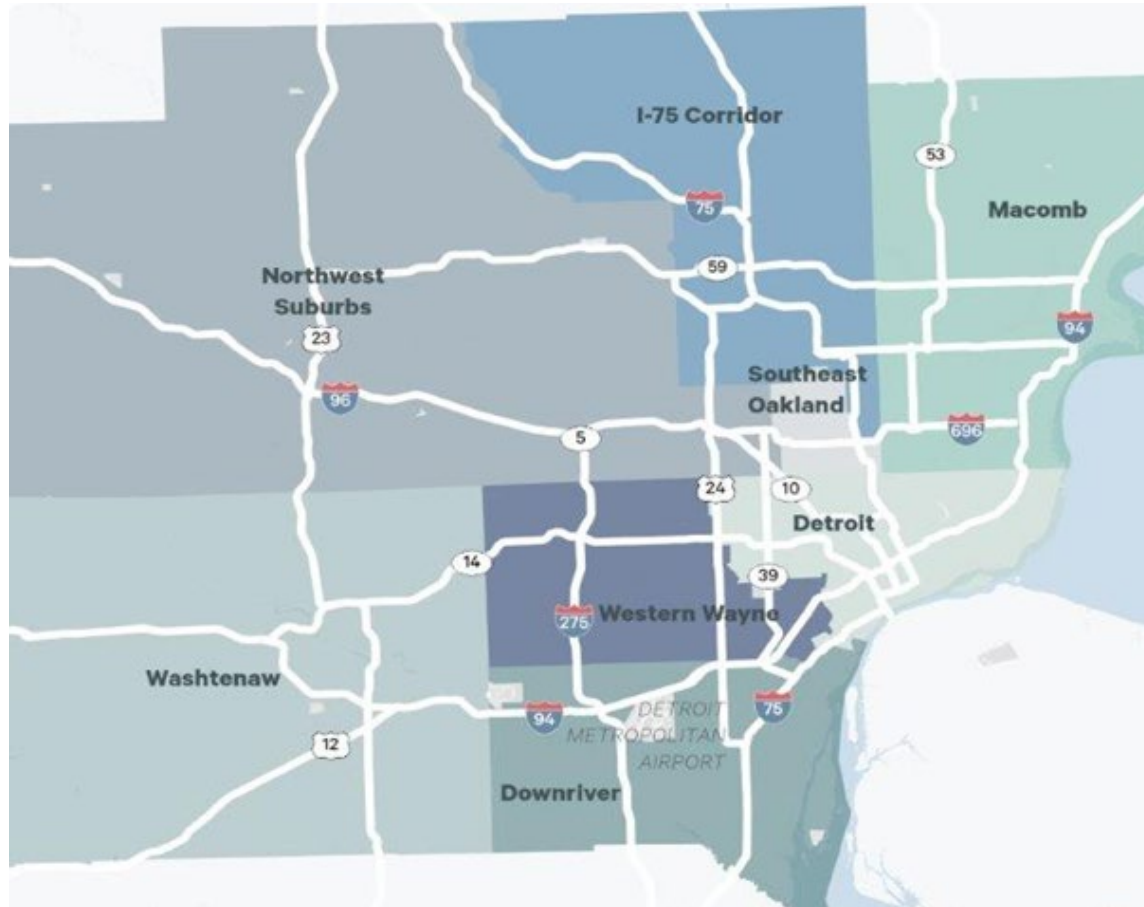 I-75 Corridor
53
75
Macomb
59
Northwest
Suburbs
23
94
96
Southeast
Oakland
5
696
24
10
Detroit
14
39
275
Western Wayne
Washtenaw
75
94
DETROIT
METROPOLITAN
AIRPORT
12
Downriver